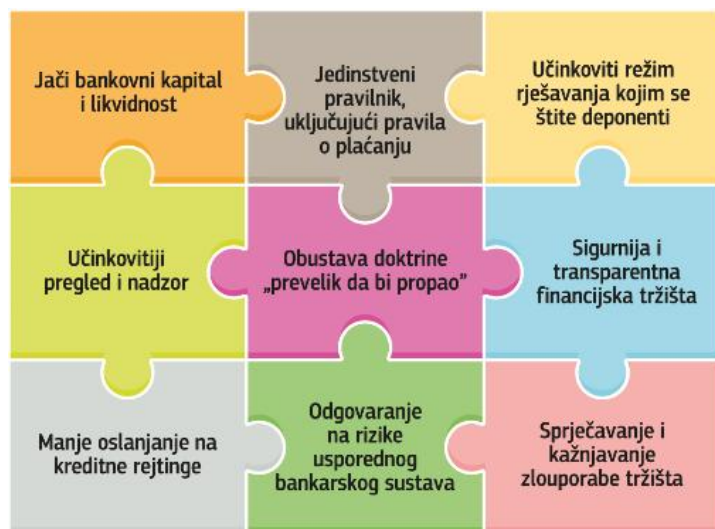 Jači bankovni kapital
i likvidnost
Jedinstveni
pravilnik,
uključujući pravila
o plaćanju
Učinkoviti režim
rješavanja kojim se
štite deponenti
Učinkovitiji
pregled i nadzor
Obustava doktrine
„prevelik da bi propao”
Sigurnija i
transparentna
financijska tržišta
Manje oslanjanje na
kreditne rejtinge
Odgovaranje
na rizike
usporednog
bankarskog sustava
Sprječavanje i
kažnjavanje
zlouporabe tržišta